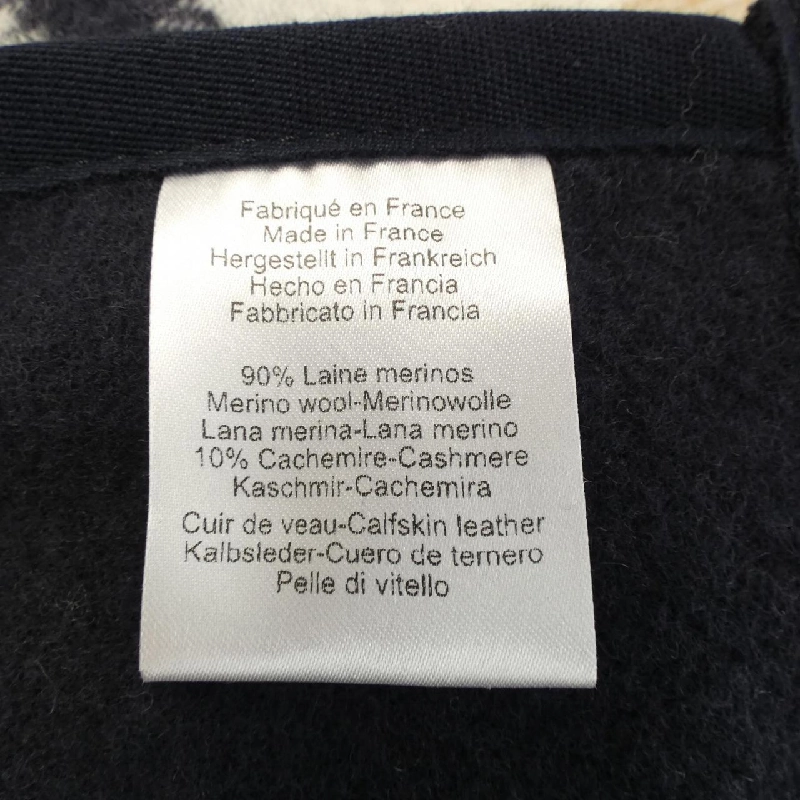 Fabriqué en France
Made in France
Hergestellt in Frankreich
Hecho en Francia
Fabbricato in Francia
90% Laine merinos
Merino wool-Merinowolle
Lana merina-Lana merino
10% Cachemire-Cashmere
Kaschmir-Cachemira
Cuir de veau-Calfskin leather
Kalbsleder-Cuero de ternero
Pelle di vitello